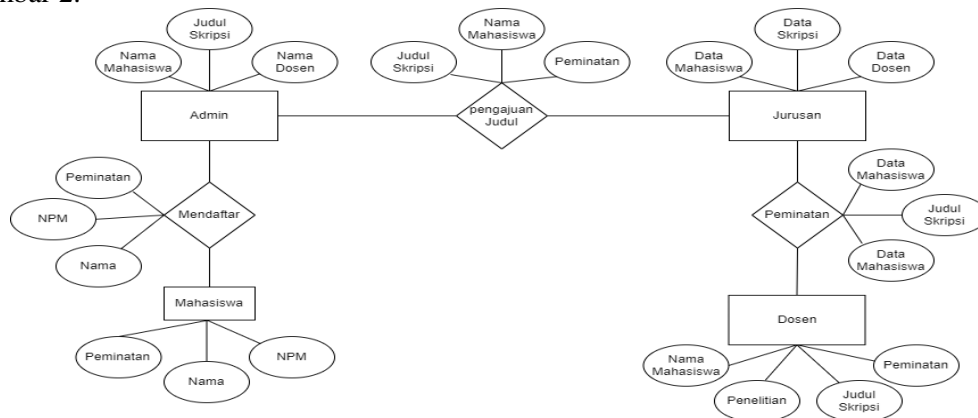 Judul
Skripsi
Nama
Mahasiswa
Nama
Dosen
Admin
Nama
Mahasiswa
Judul
Skripsi
Peminatan
pengajuan
Judul
Data
Skripsi
Data
Mahasiswa
Data
Dosen
Jurusan
Peminatan
NPM
Nama
Mendaftar
Mahasiswa
Peminatan
Nama
NPM
Data
Mahasiswa
Judul
Skripsi
Data
Mahasiswa
Peminatan
Dosen
Nama
Mahasiswa
Penelitian
Judul
Skripsi
Peminatan